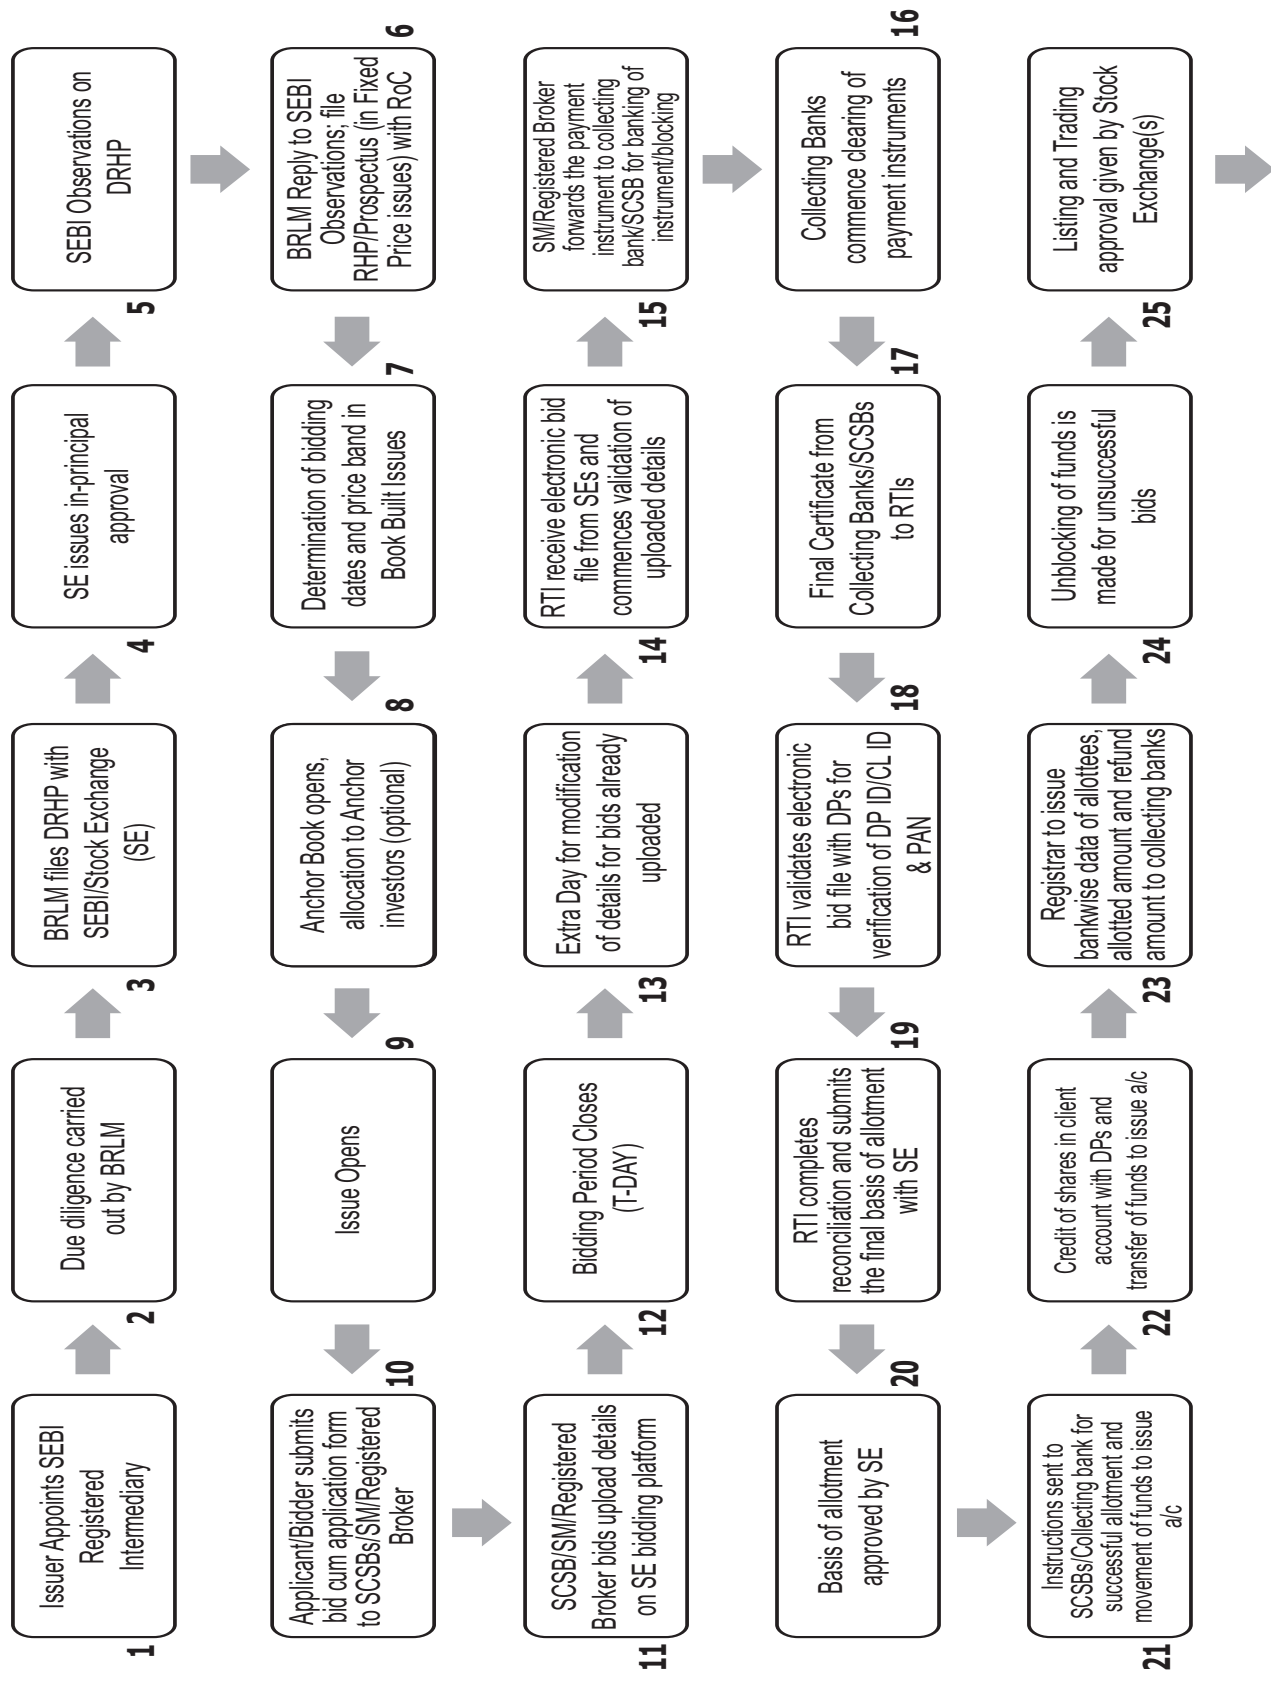 1
Issuer Appoints SEBI
Registered
Intermediary
2
Due diligence carried
out by BRLM
3
BRLM files DRHP with
SEBI/Stock Exchange
(SE)
4
SE issues in-principal
approval
5
SEBI Observations on
DRHP
6
BRLM Reply to SEBI
Observations; file
RHP/Prospectus (in Fixed
Price issues) with RoC
7
Determination of bidding
dates and price band in
Book Built Issues
8
Anchor Book opens,
allocation to Anchor
investors (optional)
9
Issue Opens
10
Applicant/Bidder submits
bid cum application form
to SCSBs/SM/Registered
Broker
11
SCSB/SM/Registered
Broker bids upload details
on SE bidding platform
12
Bidding Period Closes
(T-DAY)
13
Extra Day for modification
of details for bids already
uploaded
14
RTI receive electronic bid
file from SEs and
commences validation of
uploaded details
15
SM/Registered Broker
forwards the payment
instrument to collecting
bank/SCSB for banking of
instrument/blocking
16
Collecting Banks
commence clearing of
payment instruments
17
Final Certificate from
Collecting Banks/SCSBs
to RTIs
18
RTI validates electronic
bid file with DPs for
verification of DP ID/CL ID
& PAN
19
RTI completes
reconciliation and submits
the final basis of allotment
with SE
20
Basis of allotment
approved by SE
21
Instructions sent to
SCSBs/Collecting bank for
successful allotment and
movement of funds to issue
a/c
22
Credit of shares in client
account with DPs and
transfer of funds to issue a/c
23
Registrar to issue
bankwise data of allottees,
allotted amount and refund
amount to collecting banks
24
Unblocking of funds is
made for unsuccessful
bids
25
Listing and Trading
approval given by Stock
Exchange(s)